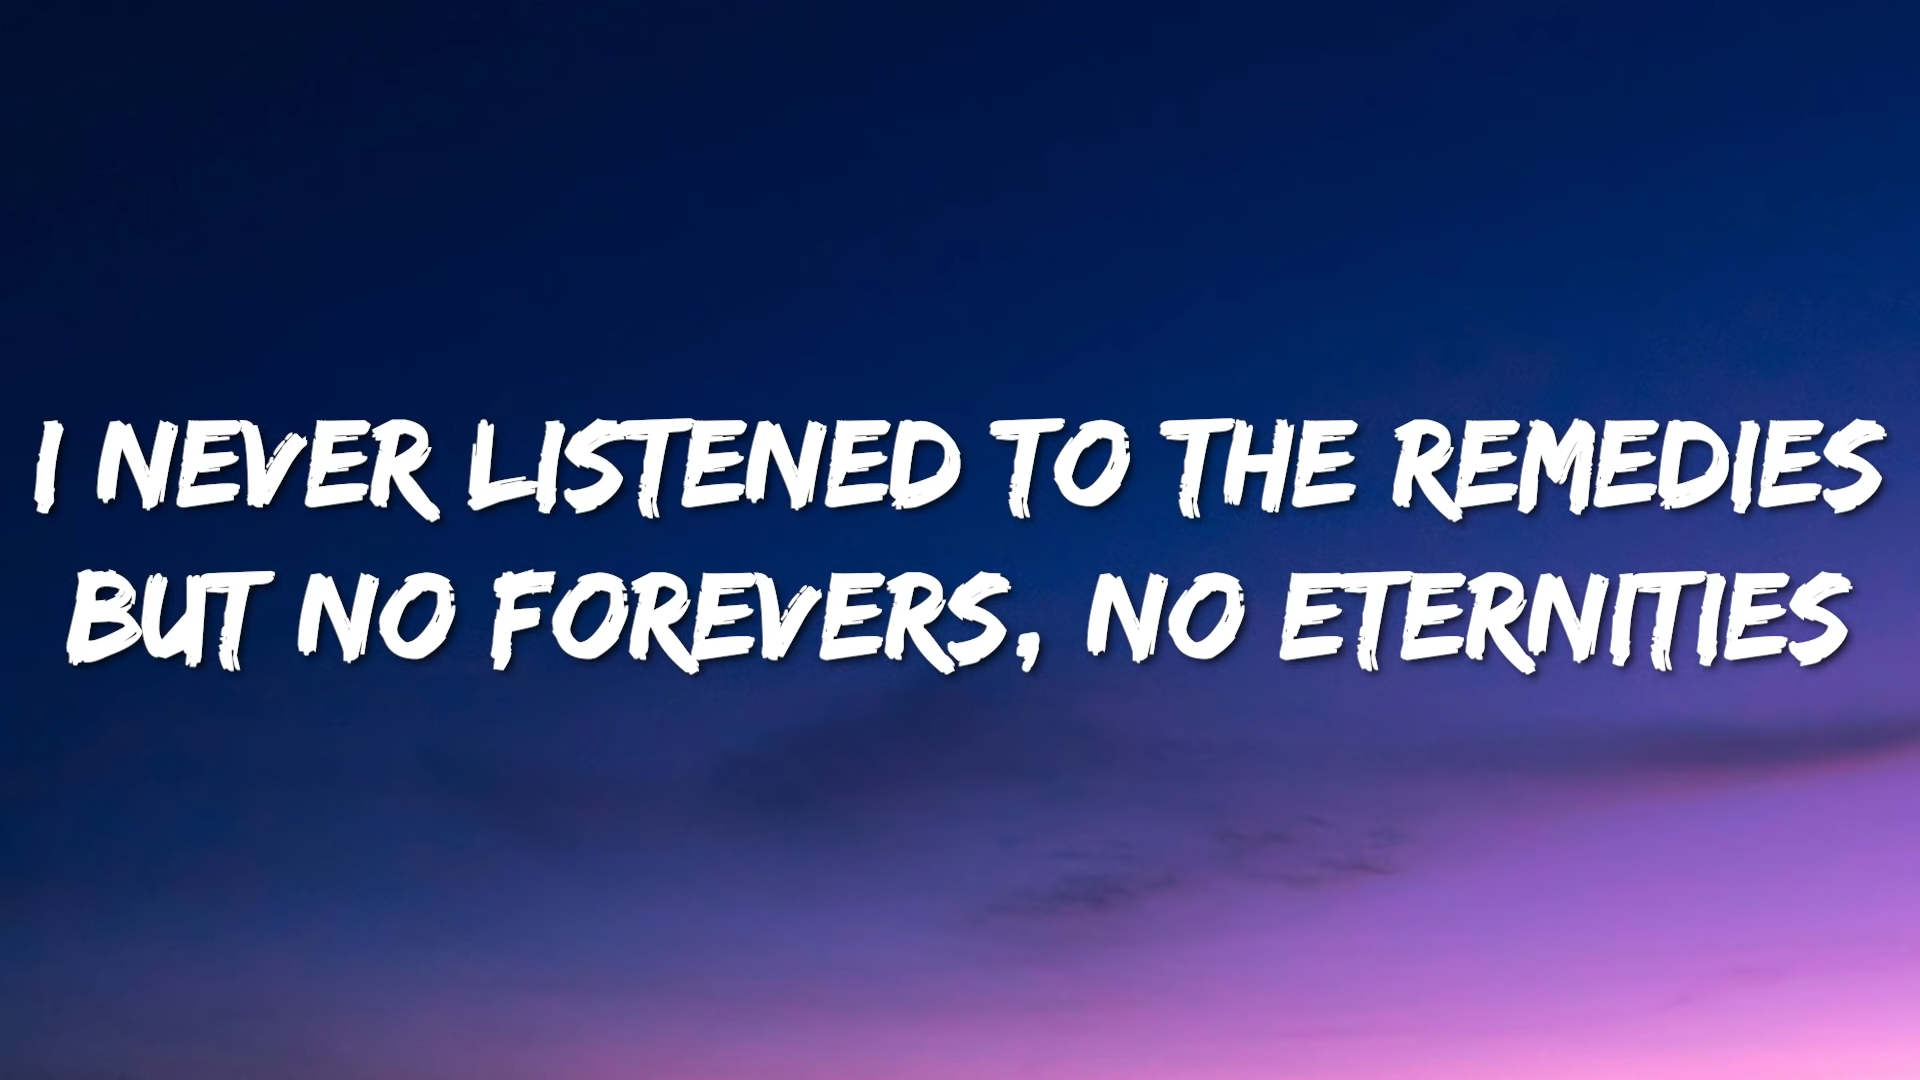 I NEVER LISTENED TO THE REMEDIES
BUT NO FOREVERS, NO ETERNITIES